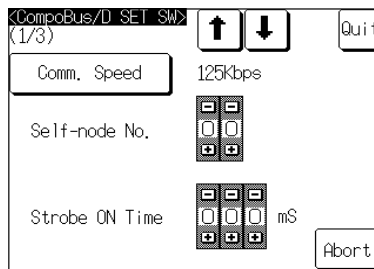 <CompoBus/D SET SW>
(1/3)
Quit
Comm. Speed 125Kbps
Self-node No. 00
Strobe ON Time 000 mS
Abort